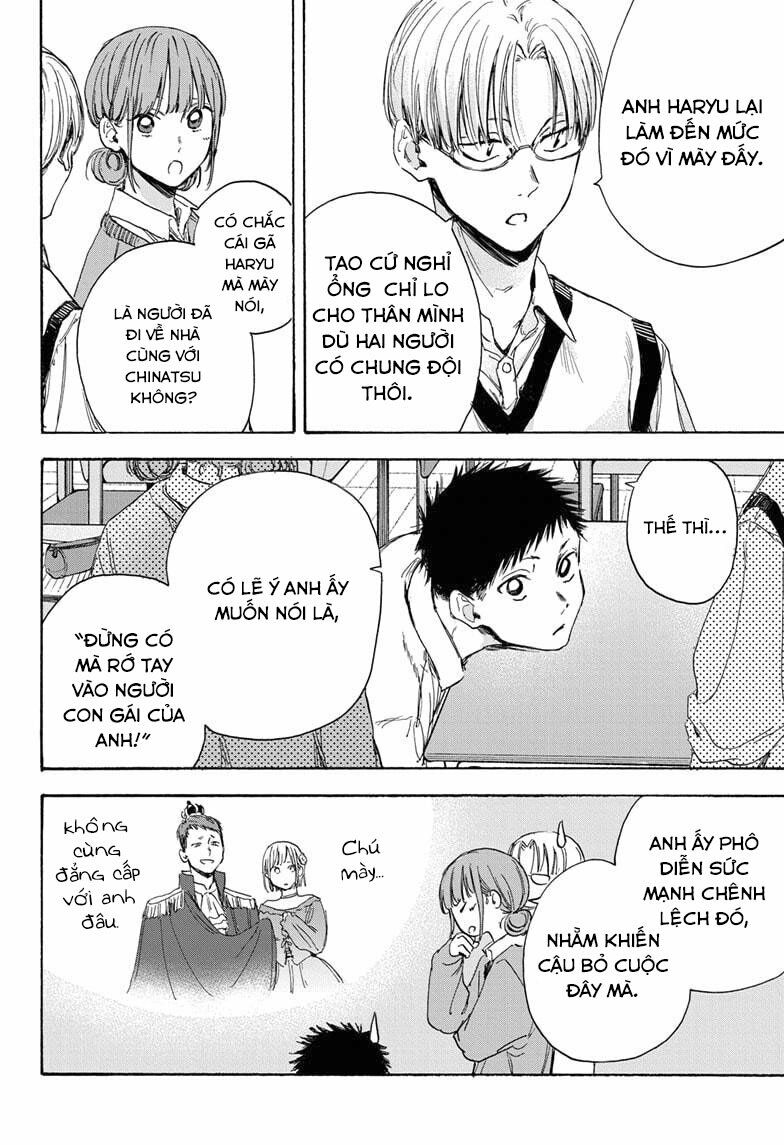 ANH HARYU LẠI
LÀM ĐẾN MỨC
ĐÓ VÌ MÀY ĐẤY.
TAO CỨ NGHỈ
ỔNG CHỈ LO
CHO THÂN MÌNH
DÙ HAI NGƯỜI
CÓ CHUNG ĐỘI
THÔI.
CÓ CHẮC
CÁI GÃ
HARYU
MÀ MÀY
NÓI,
LÀ NGƯỜI ĐÃ
ĐI VỀ NHÀ
CÙNG VỚI
CHINATSU
KHÔNG?
THẾ THÌ...
CÓ LẼ Ý ANH ẤY
MUỐN NÓI LÀ,
“ĐỪNG CÓ
MÀ RỚ TAY
VÀO NGƯỜI
CON GÁI CỦA
ANH!”
ANH ẤY PHÔ
DIỄN SỨC
MẠNH CHÊNH
LỆCH ĐÓ,
NHẰM KHIẾN
CẬU BỎ CUỘC
ĐÂY MÀ.
Chú
mày...
không
cùng
đẳng cấp
với anh
đâu.